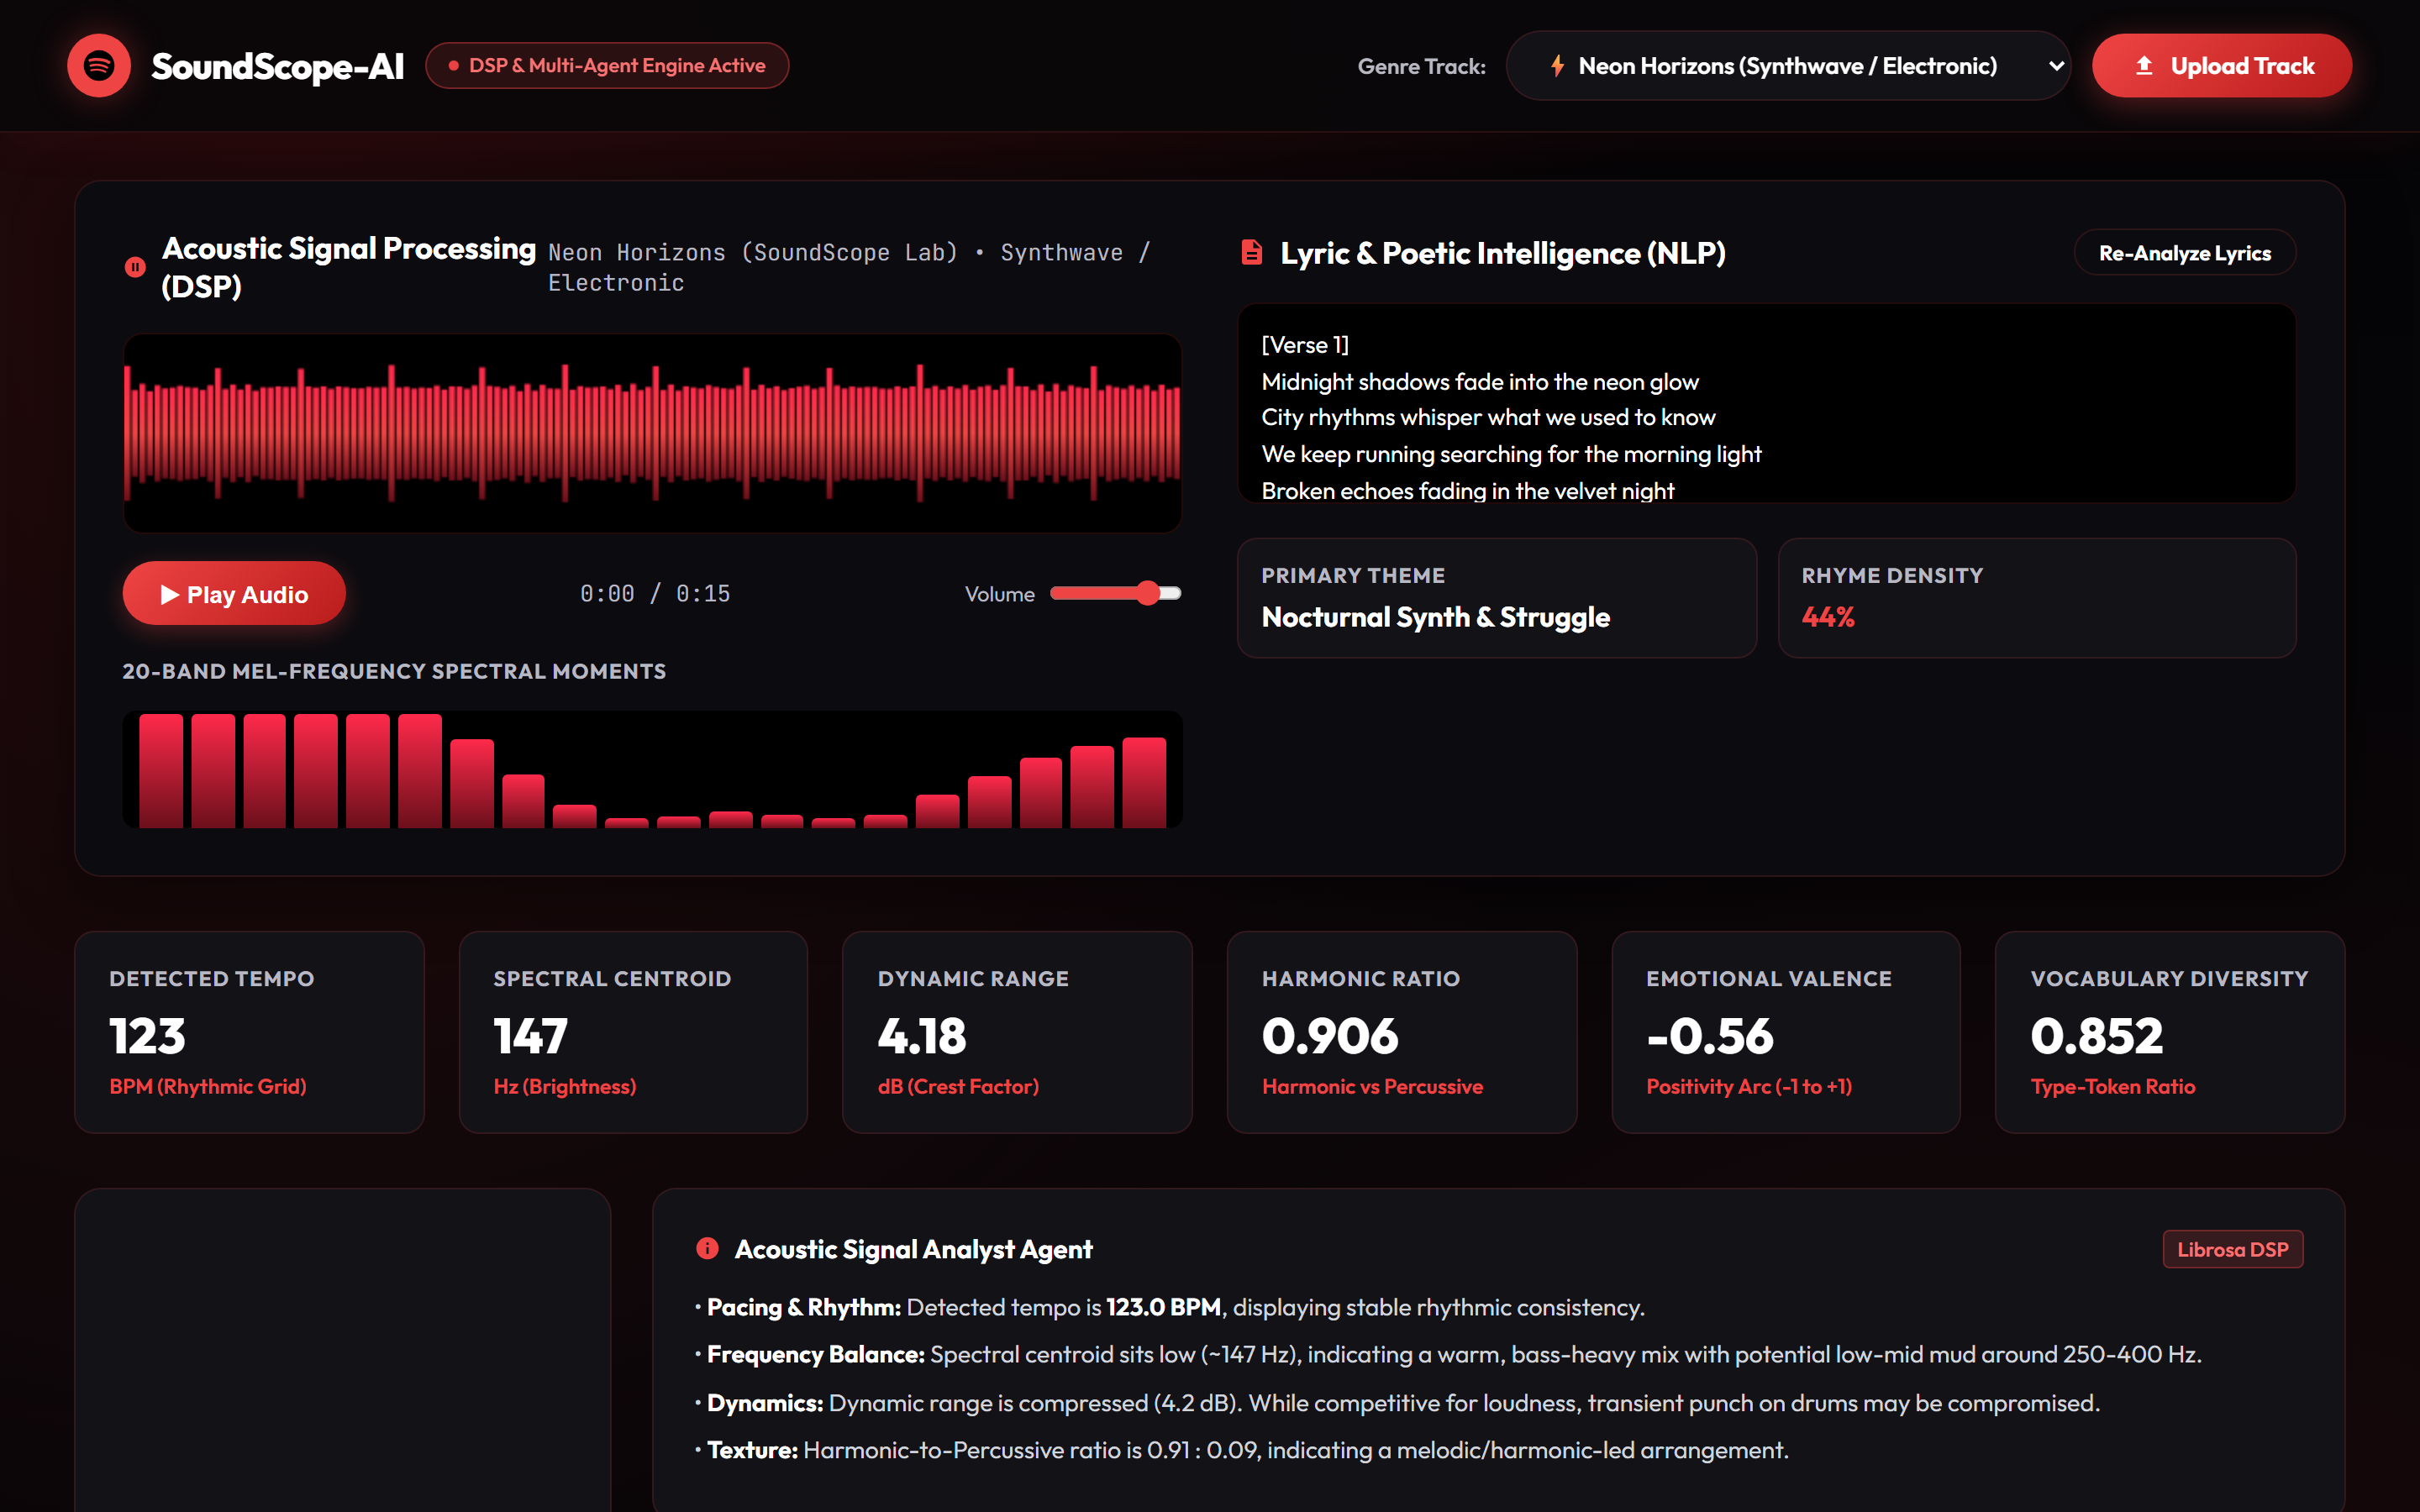 SoundScope-AI
DSP & Multi-Agent Engine Active
Genre Track:
Neon Horizons (Synthwave / Electronic)
Upload Track
Acoustic Signal Processing
(DSP)
Neon Horizons (SoundScope Lab) • Synthwave /
Electronic
▶ Play Audio
0:00 / 0:15
Volume
20-BAND MEL-FREQUENCY SPECTRAL MOMENTS
Lyric & Poetic Intelligence (NLP)
Re-Analyze Lyrics
[Verse 1]
Midnight shadows fade into the neon glow
City rhythms whisper what we used to know
We keep running searching for the morning light
Broken echoes fading in the velvet night
PRIMARY THEME
Nocturnal Synth & Struggle
RHYME DENSITY
44%
DETECTED TEMPO
123
BPM (Rhythmic Grid)
SPECTRAL CENTROID
147
Hz (Brightness)
DYNAMIC RANGE
4.18
dB (Crest Factor)
HARMONIC RATIO
0.906
Harmonic vs Percussive
EMOTIONAL VALENCE
-0.56
Positivity Arc (-1 to +1)
VOCABULARY DIVERSITY
0.852
Type-Token Ratio
Acoustic Signal Analyst Agent
Librosa DSP
• Pacing & Rhythm: Detected tempo is 123.0 BPM, displaying stable rhythmic consistency.
• Frequency Balance: Spectral centroid sits low (~147 Hz), indicating a warm, bass-heavy mix with potential low-mid mud around 250-400 Hz.
• Dynamics: Dynamic range is compressed (4.2 dB). While competitive for loudness, transient punch on drums may be compromised.
• Texture: Harmonic-to-Percussive ratio is 0.91 : 0.09, indicating a melodic/harmonic-led arrangement.